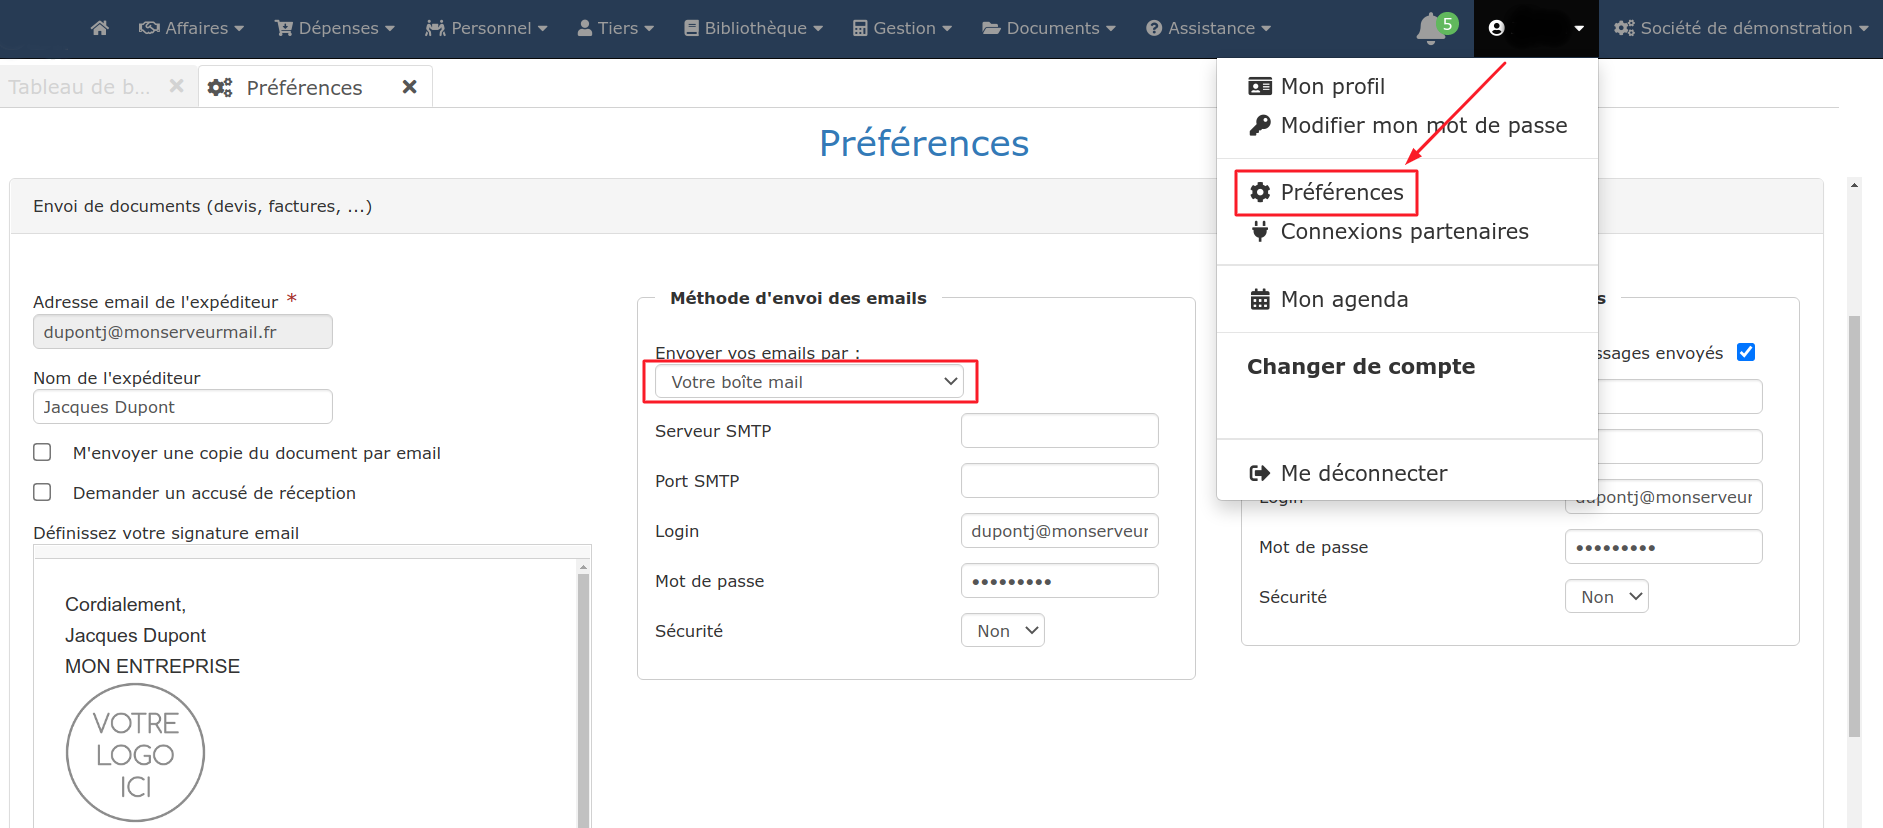 Affaires Dépenses Personnel Tiers Bibliothèque Gestion Documents Assistance 5 Société de démonstration
Tableau de b... Préférences
Préférences
Envoi de documents (devis, factures, ...)
Adresse email de l'expéditeur *
dupontj@monserveurmail.fr
Nom de l'expéditeur
Jacques Dupont
M'envoyer une copie du document par email
Demander un accusé de réception
Définissez votre signature email
Cordialement,
Jacques Dupont
MON ENTREPRISE
VOTRE
LOGO
ICI
Méthode d'envoi des emails
Envoyer vos emails par :
Votre boîte mail
Serveur SMTP
Port SMTP
Login dupontj@monserveur
Mot de passe •••••••••
Sécurité Non
Mon profil
Modifier mon mot de passe
Préférences
Connexions partenaires
Mon agenda
Changer de compte
Me déconnecter
s
ssages envoyés
Login dupontj@monserveur
Mot de passe •••••••••
Sécurité Non